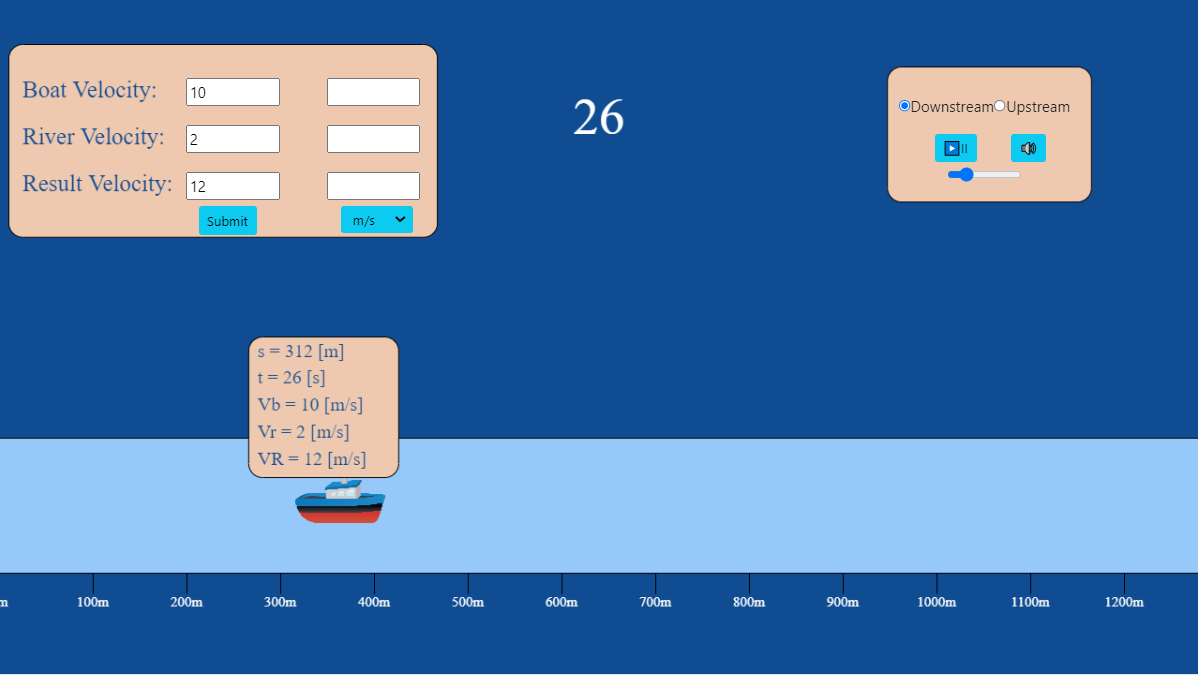 Boat Velocity: 10
River Velocity: 2
Result Velocity: 12
Submit m/s
26
Downstream Upstream
s = 312 [m]
t = 26 [s]
Vb = 10 [m/s]
Vr = 2 [m/s]
VR = 12 [m/s]
m 100m 200m 300m 400m 500m 600m 700m 800m 900m 1000m 1100m 1200m